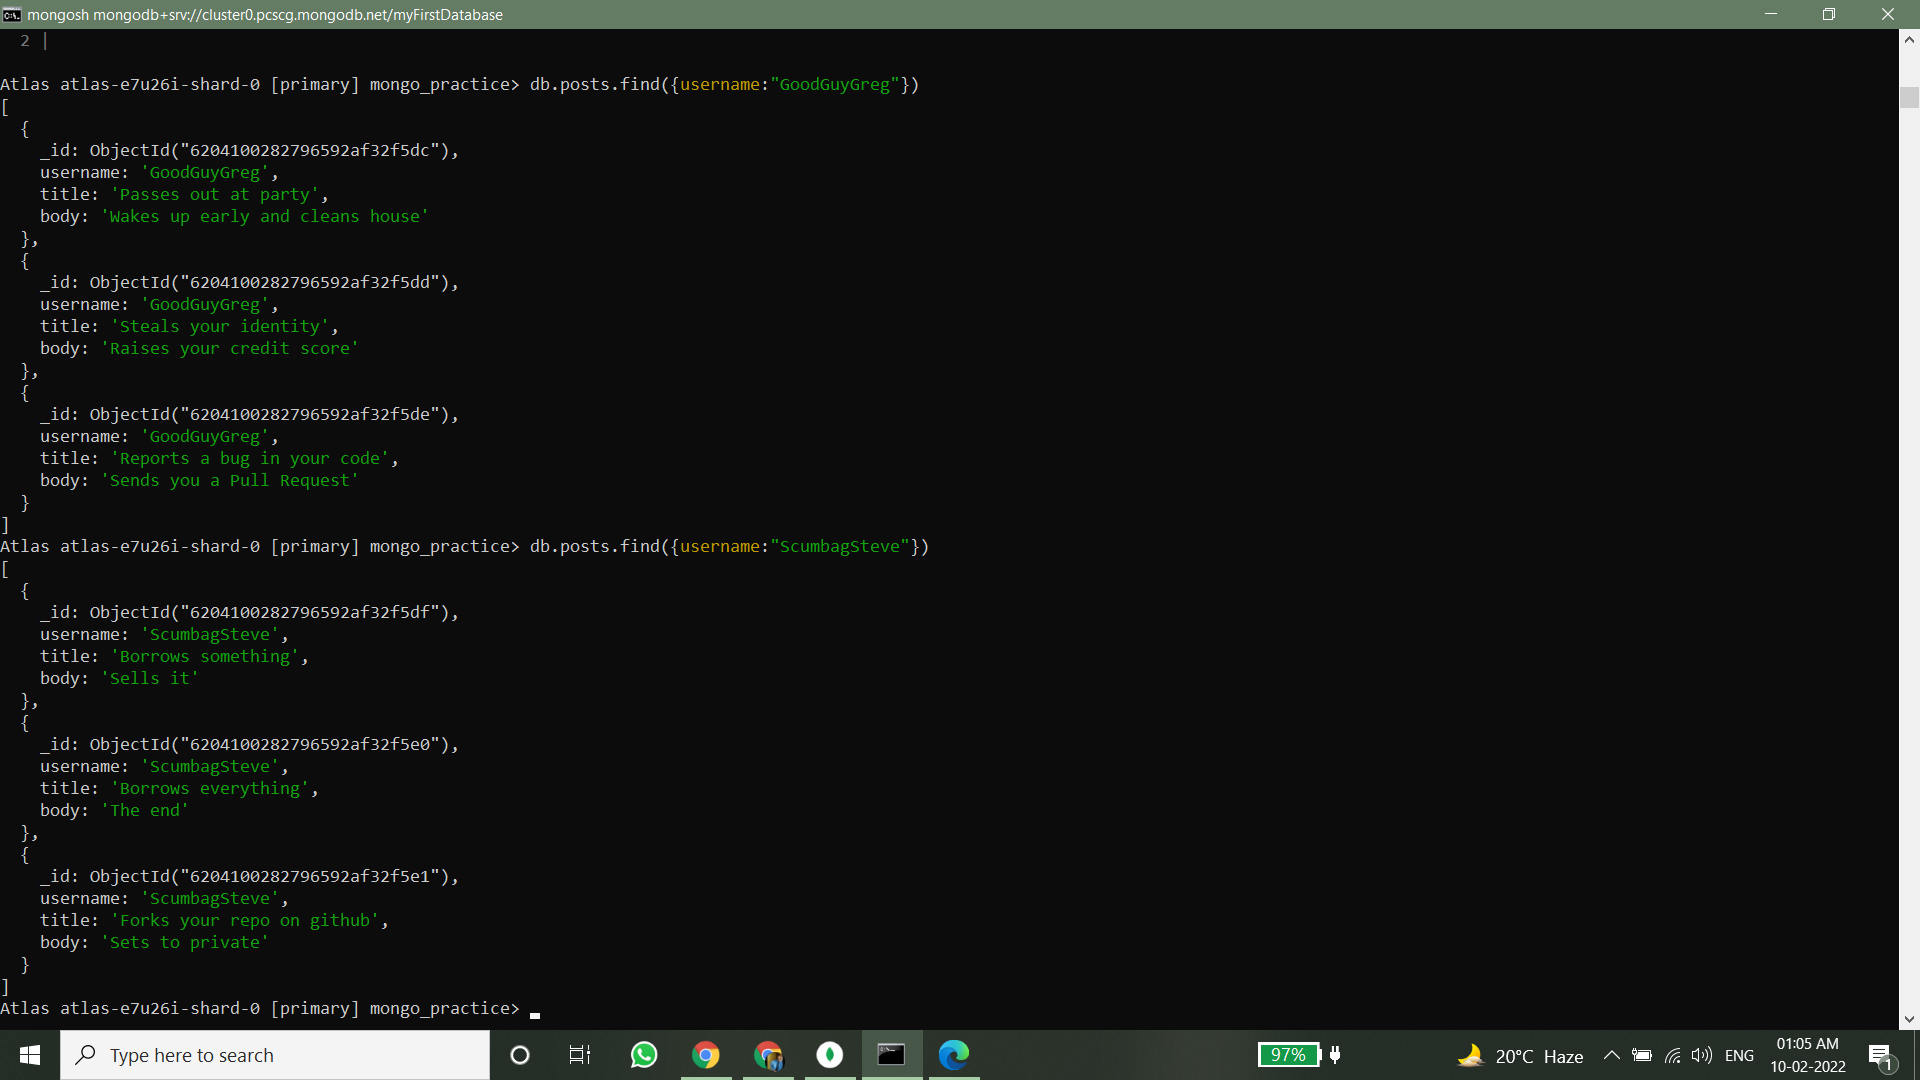 mongosh mongodb+srv://cluster0.pcscg.mongodb.net/myFirstDatabase
2 |
Atlas atlas-e7u26i-shard-0 [primary] mongo_practice> db.posts.find({username:"GoodGuyGreg"})
[
  {
    _id: ObjectId("6204100282796592af32f5dc"),
    username: 'GoodGuyGreg',
    title: 'Passes out at party',
    body: 'Wakes up early and cleans house'
  },
  {
    _id: ObjectId("6204100282796592af32f5dd"),
    username: 'GoodGuyGreg',
    title: 'Steals your identity',
    body: 'Raises your credit score'
  },
  {
    _id: ObjectId("6204100282796592af32f5de"),
    username: 'GoodGuyGreg',
    title: 'Reports a bug in your code',
    body: 'Sends you a Pull Request'
  }
]
Atlas atlas-e7u26i-shard-0 [primary] mongo_practice> db.posts.find({username:"ScumbagSteve"})
[
  {
    _id: ObjectId("6204100282796592af32f5df"),
    username: 'ScumbagSteve',
    title: 'Borrows something',
    body: 'Sells it'
  },
  {
    _id: ObjectId("6204100282796592af32f5e0"),
    username: 'ScumbagSteve',
    title: 'Borrows everything',
    body: 'The end'
  },
  {
    _id: ObjectId("6204100282796592af32f5e1"),
    username: 'ScumbagSteve',
    title: 'Forks your repo on github',
    body: 'Sets to private'
  }
]
Atlas atlas-e7u26i-shard-0 [primary] mongo_practice>
Type here to search
97%
20°C Haze
ENG
01:05 AM
10-02-2022
1